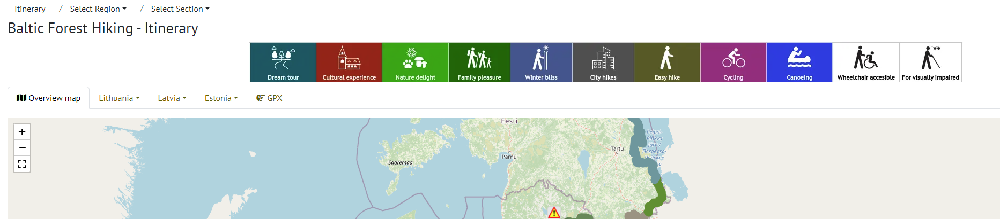 Itinerary / Select Region / Select Section
Baltic Forest Hiking - Itinerary
Dream tour
Cultural experience
Nature delight
Family pleasure
Winter bliss
City hikes
Easy hike
Cycling
Canoeing
Wheelchair accesible
For visually impaired
Overview map
Lithuania
Latvia
Estonia
GPX
+
−
Eesti
Peipsi-
Pihkva
järv /
Псковско-
Чудское
Tartu
Pärnu
Saaremaa